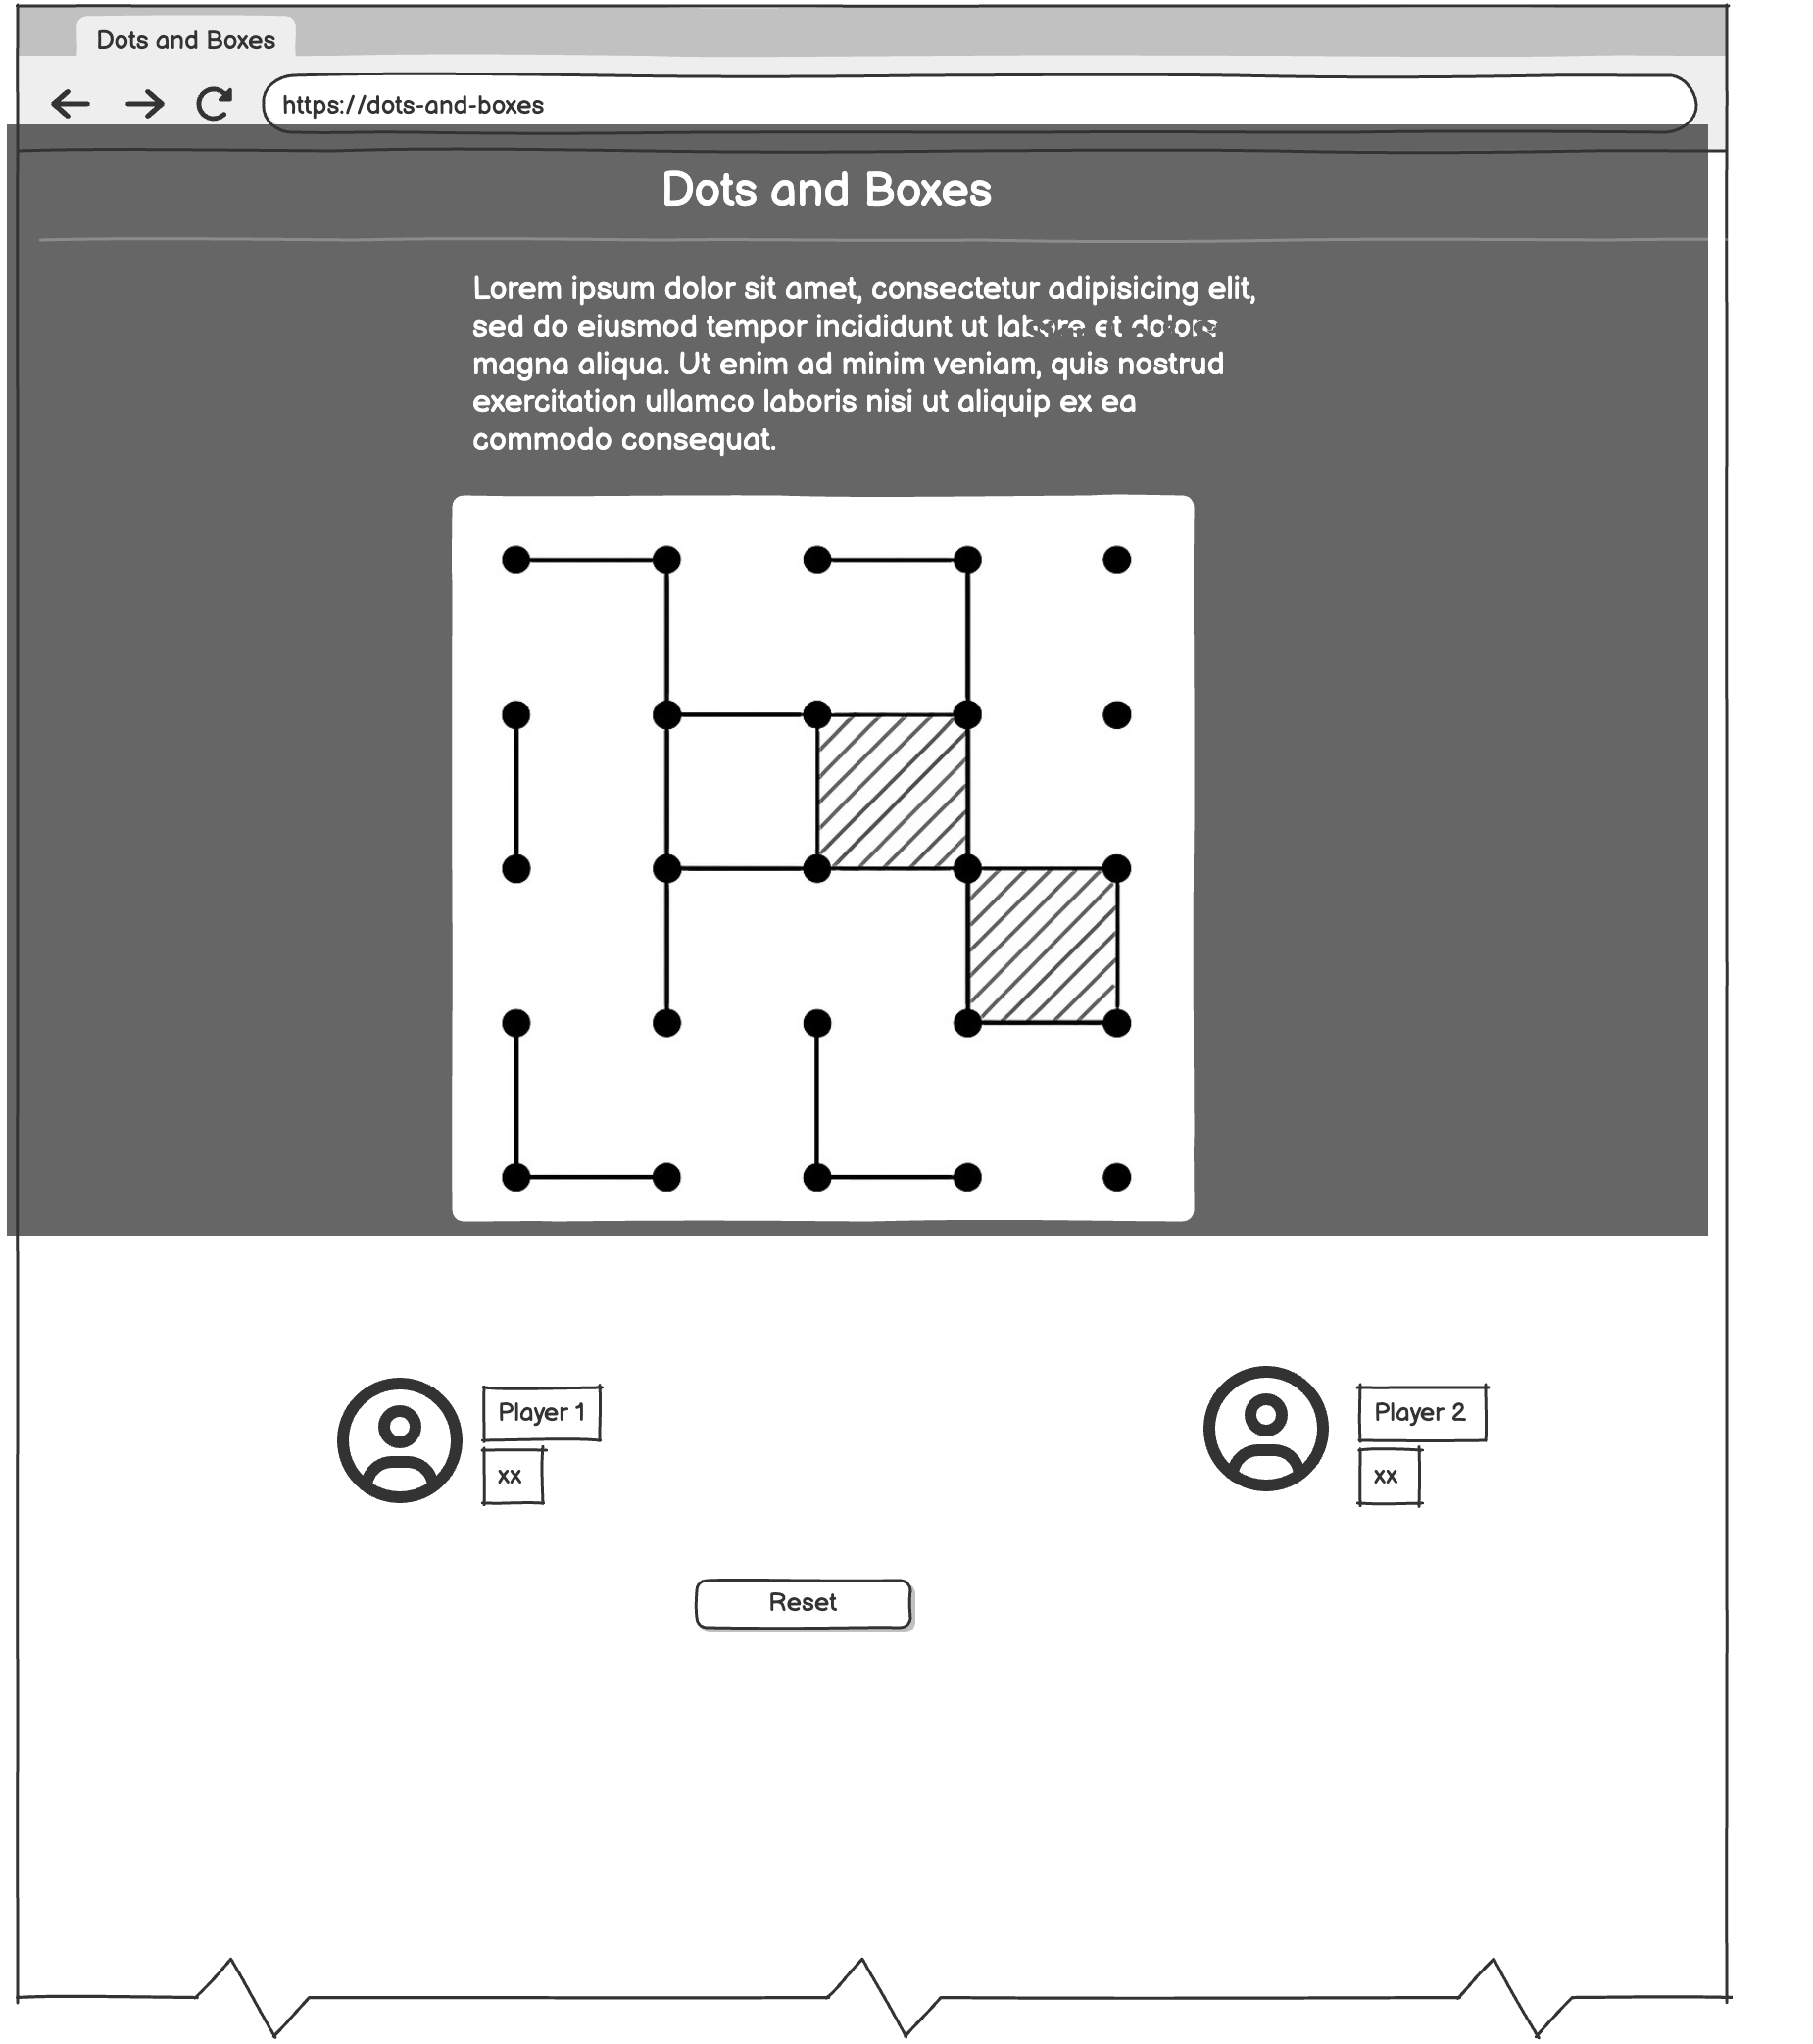 Dots and Boxes
https://dots-and-boxes
Dots and Boxes
Lorem ipsum dolor sit amet, consectetur adipisicing elit,
sed do eiusmod tempor incididunt ut labore et dolore
magna aliqua. Ut enim ad minim veniam, quis nostrud
exercitation ullamco laboris nisi ut aliquip ex ea
commodo consequat.
Player 1
xx
Player 2
xx
Reset